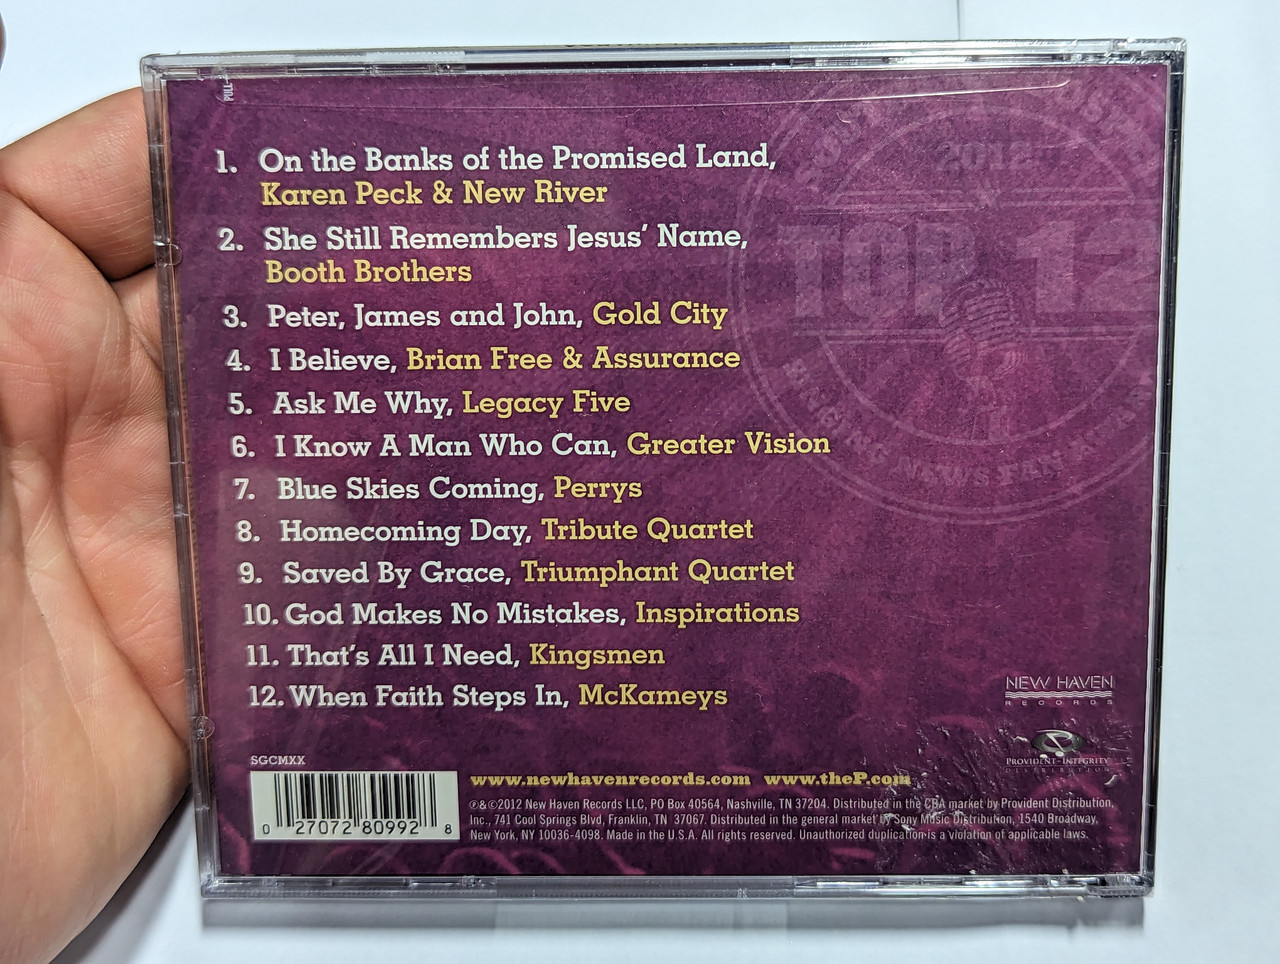 PULL
1. On the Banks of the Promised Land,
Karen Peck & New River
2. She Still Remembers Jesus' Name,
Booth Brothers
3. Peter, James and John, Gold City
4. I Believe, Brian Free & Assurance
5. Ask Me Why, Legacy Five
6. I Know A Man Who Can, Greater Vision
7. Blue Skies Coming, Perrys
8. Homecoming Day, Tribute Quartet
9. Saved By Grace, Triumphant Quartet
10. God Makes No Mistakes, Inspirations
11. That's All I Need, Kingsmen
12. When Faith Steps In, McKameys
2012
TOP 12
NEWS FAN
NEW HAVEN
RECORDS
PROVIDENT-INTEGRITY
DISTRIBUTION
SGCMXX
0 27072 80992 8
www.newhavenrecords.com www.theP.com
℗&©2012 New Haven Records LLC, PO Box 40564, Nashville, TN 37204. Distributed in the CBA market by Provident Distribution,
Inc., 741 Cool Springs Blvd, Franklin, TN 37067. Distributed in the general market by Sony Music Distribution, 1540 Broadway,
New York, NY 10036-4098. Made in the U.S.A. All rights reserved. Unauthorized duplication is a violation of applicable laws.